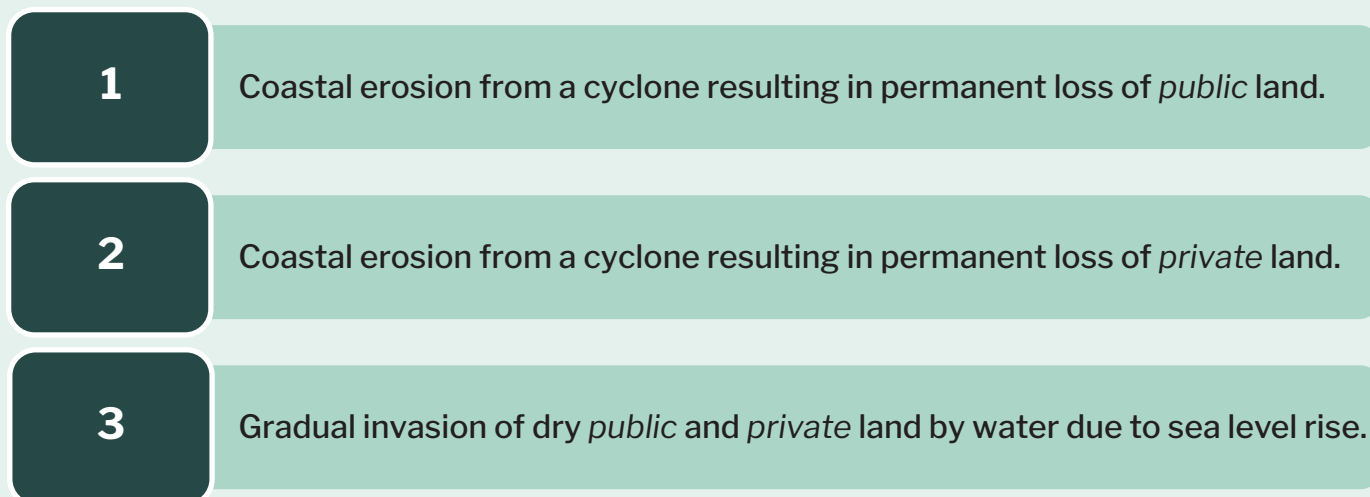 1
Coastal erosion from a cyclone resulting in permanent loss of public land.
2
Coastal erosion from a cyclone resulting in permanent loss of private land.
3
Gradual invasion of dry public and private land by water due to sea level rise.